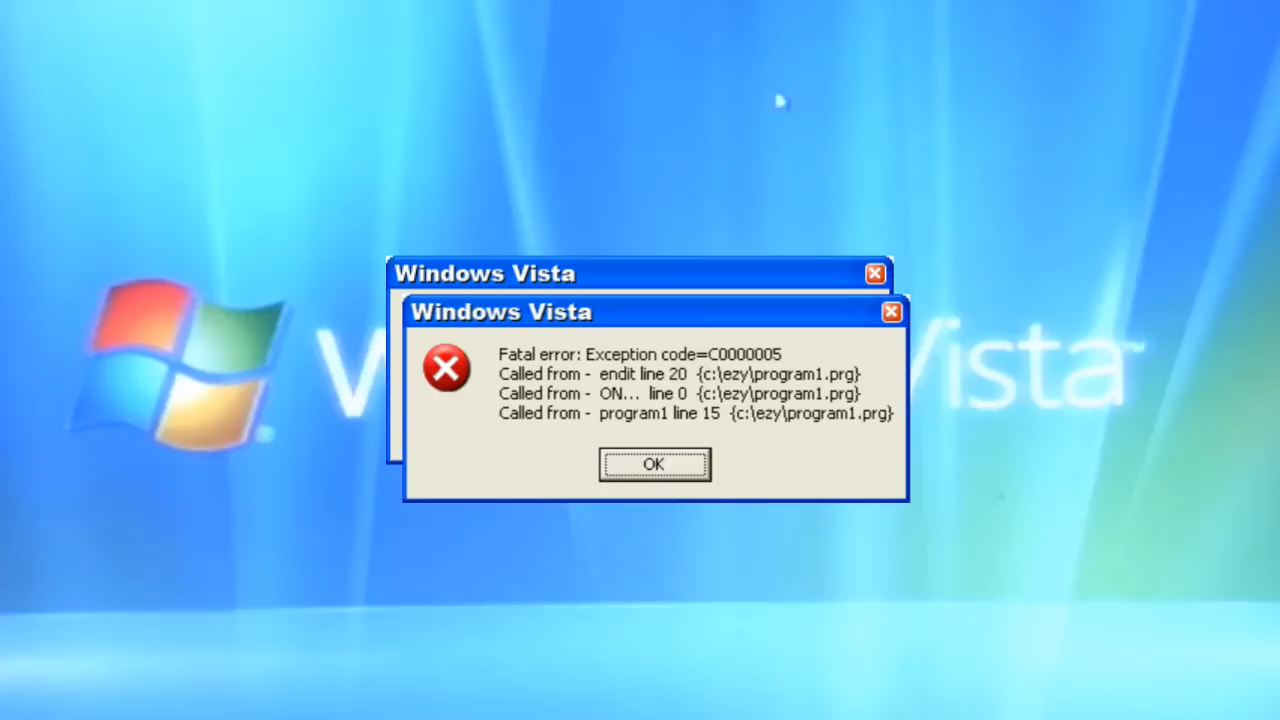 Windows Vista
Windows Vista
Fatal error: Exception code=C0000005
Called from - endit line 20 {c:\ezy\program1.prg}
Called from - ON... line 0 {c:\ezy\program1.prg}
Called from - program1 line 15 {c:\ezy\program1.prg}
OK
Vista™